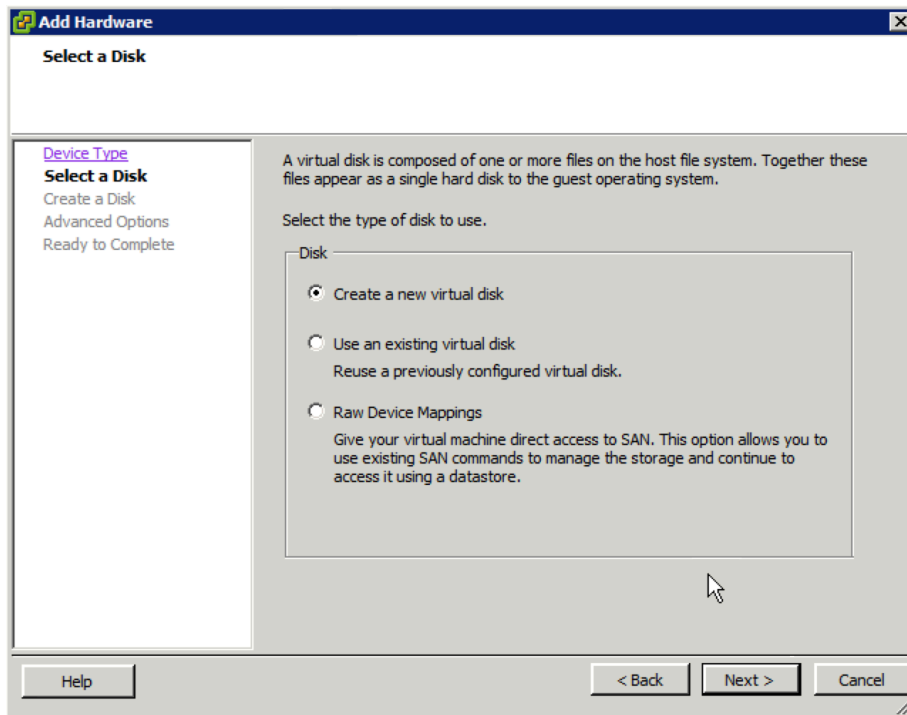 Add Hardware
Select a Disk
Device Type
Select a Disk
Create a Disk
Advanced Options
Ready to Complete
A virtual disk is composed of one or more files on the host file system. Together these
files appear as a single hard disk to the guest operating system.
Select the type of disk to use.
Disk
Create a new virtual disk
Use an existing virtual disk
Reuse a previously configured virtual disk.
Raw Device Mappings
Give your virtual machine direct access to SAN. This option allows you to
use existing SAN commands to manage the storage and continue to
access it using a datastore.
Help
< Back
Next >
Cancel